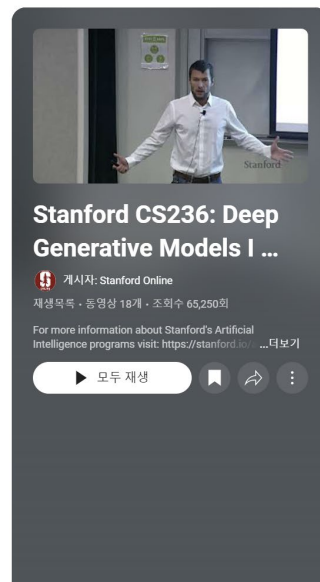 Stanford
Stanford CS236: Deep
Generative Models I ...
S
게시자: Stanford Online
재생목록 • 동영상 18개 • 조회수 65,250회
For more information about Stanford's Artificial
Intelligence programs visit: https://stanford.io/ ...더보기
모두 재생